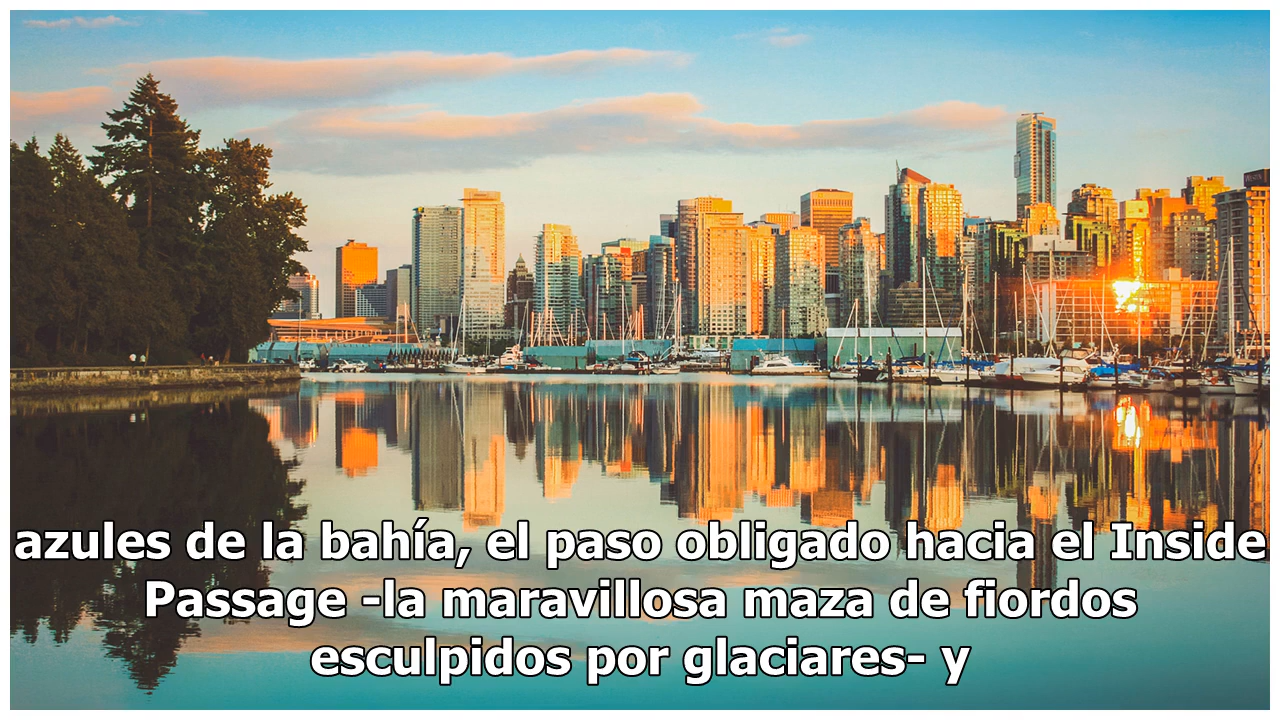 azules de la bahía, el paso obligado hacia el Inside
Passage -la maravillosa maza de fiordos
esculpidos por glaciares- y